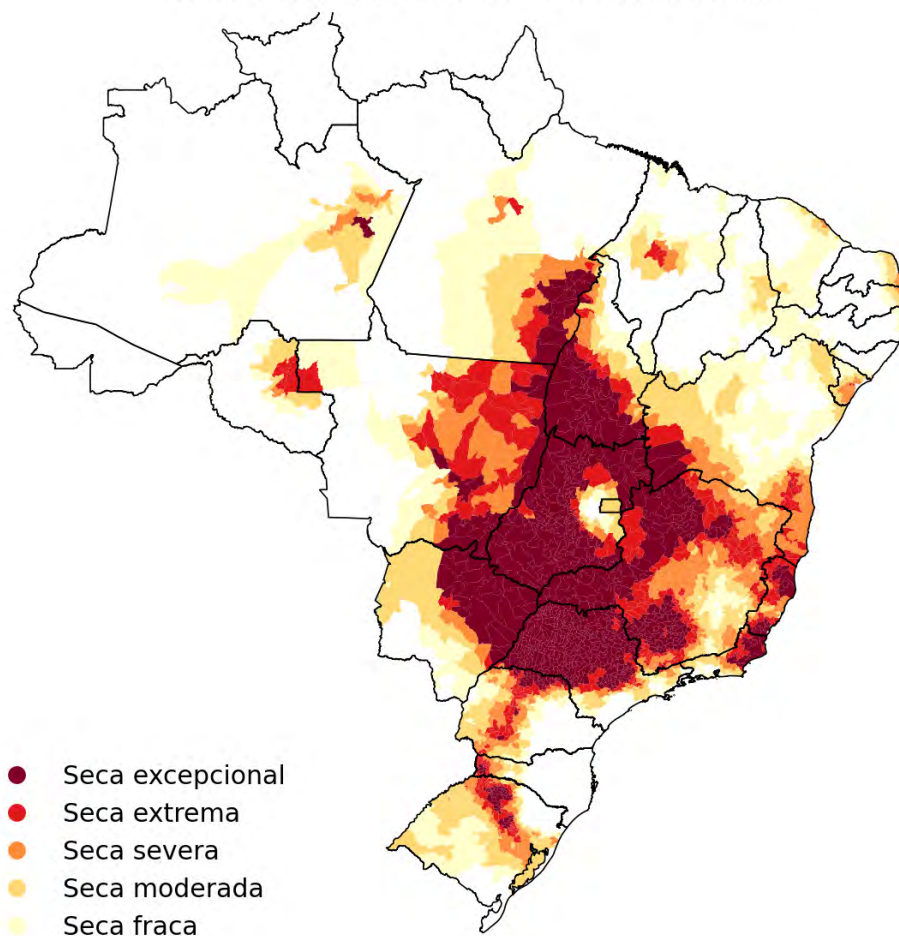 Seca excepcional
Seca extrema
Seca severa
Seca moderada
Seca fraca